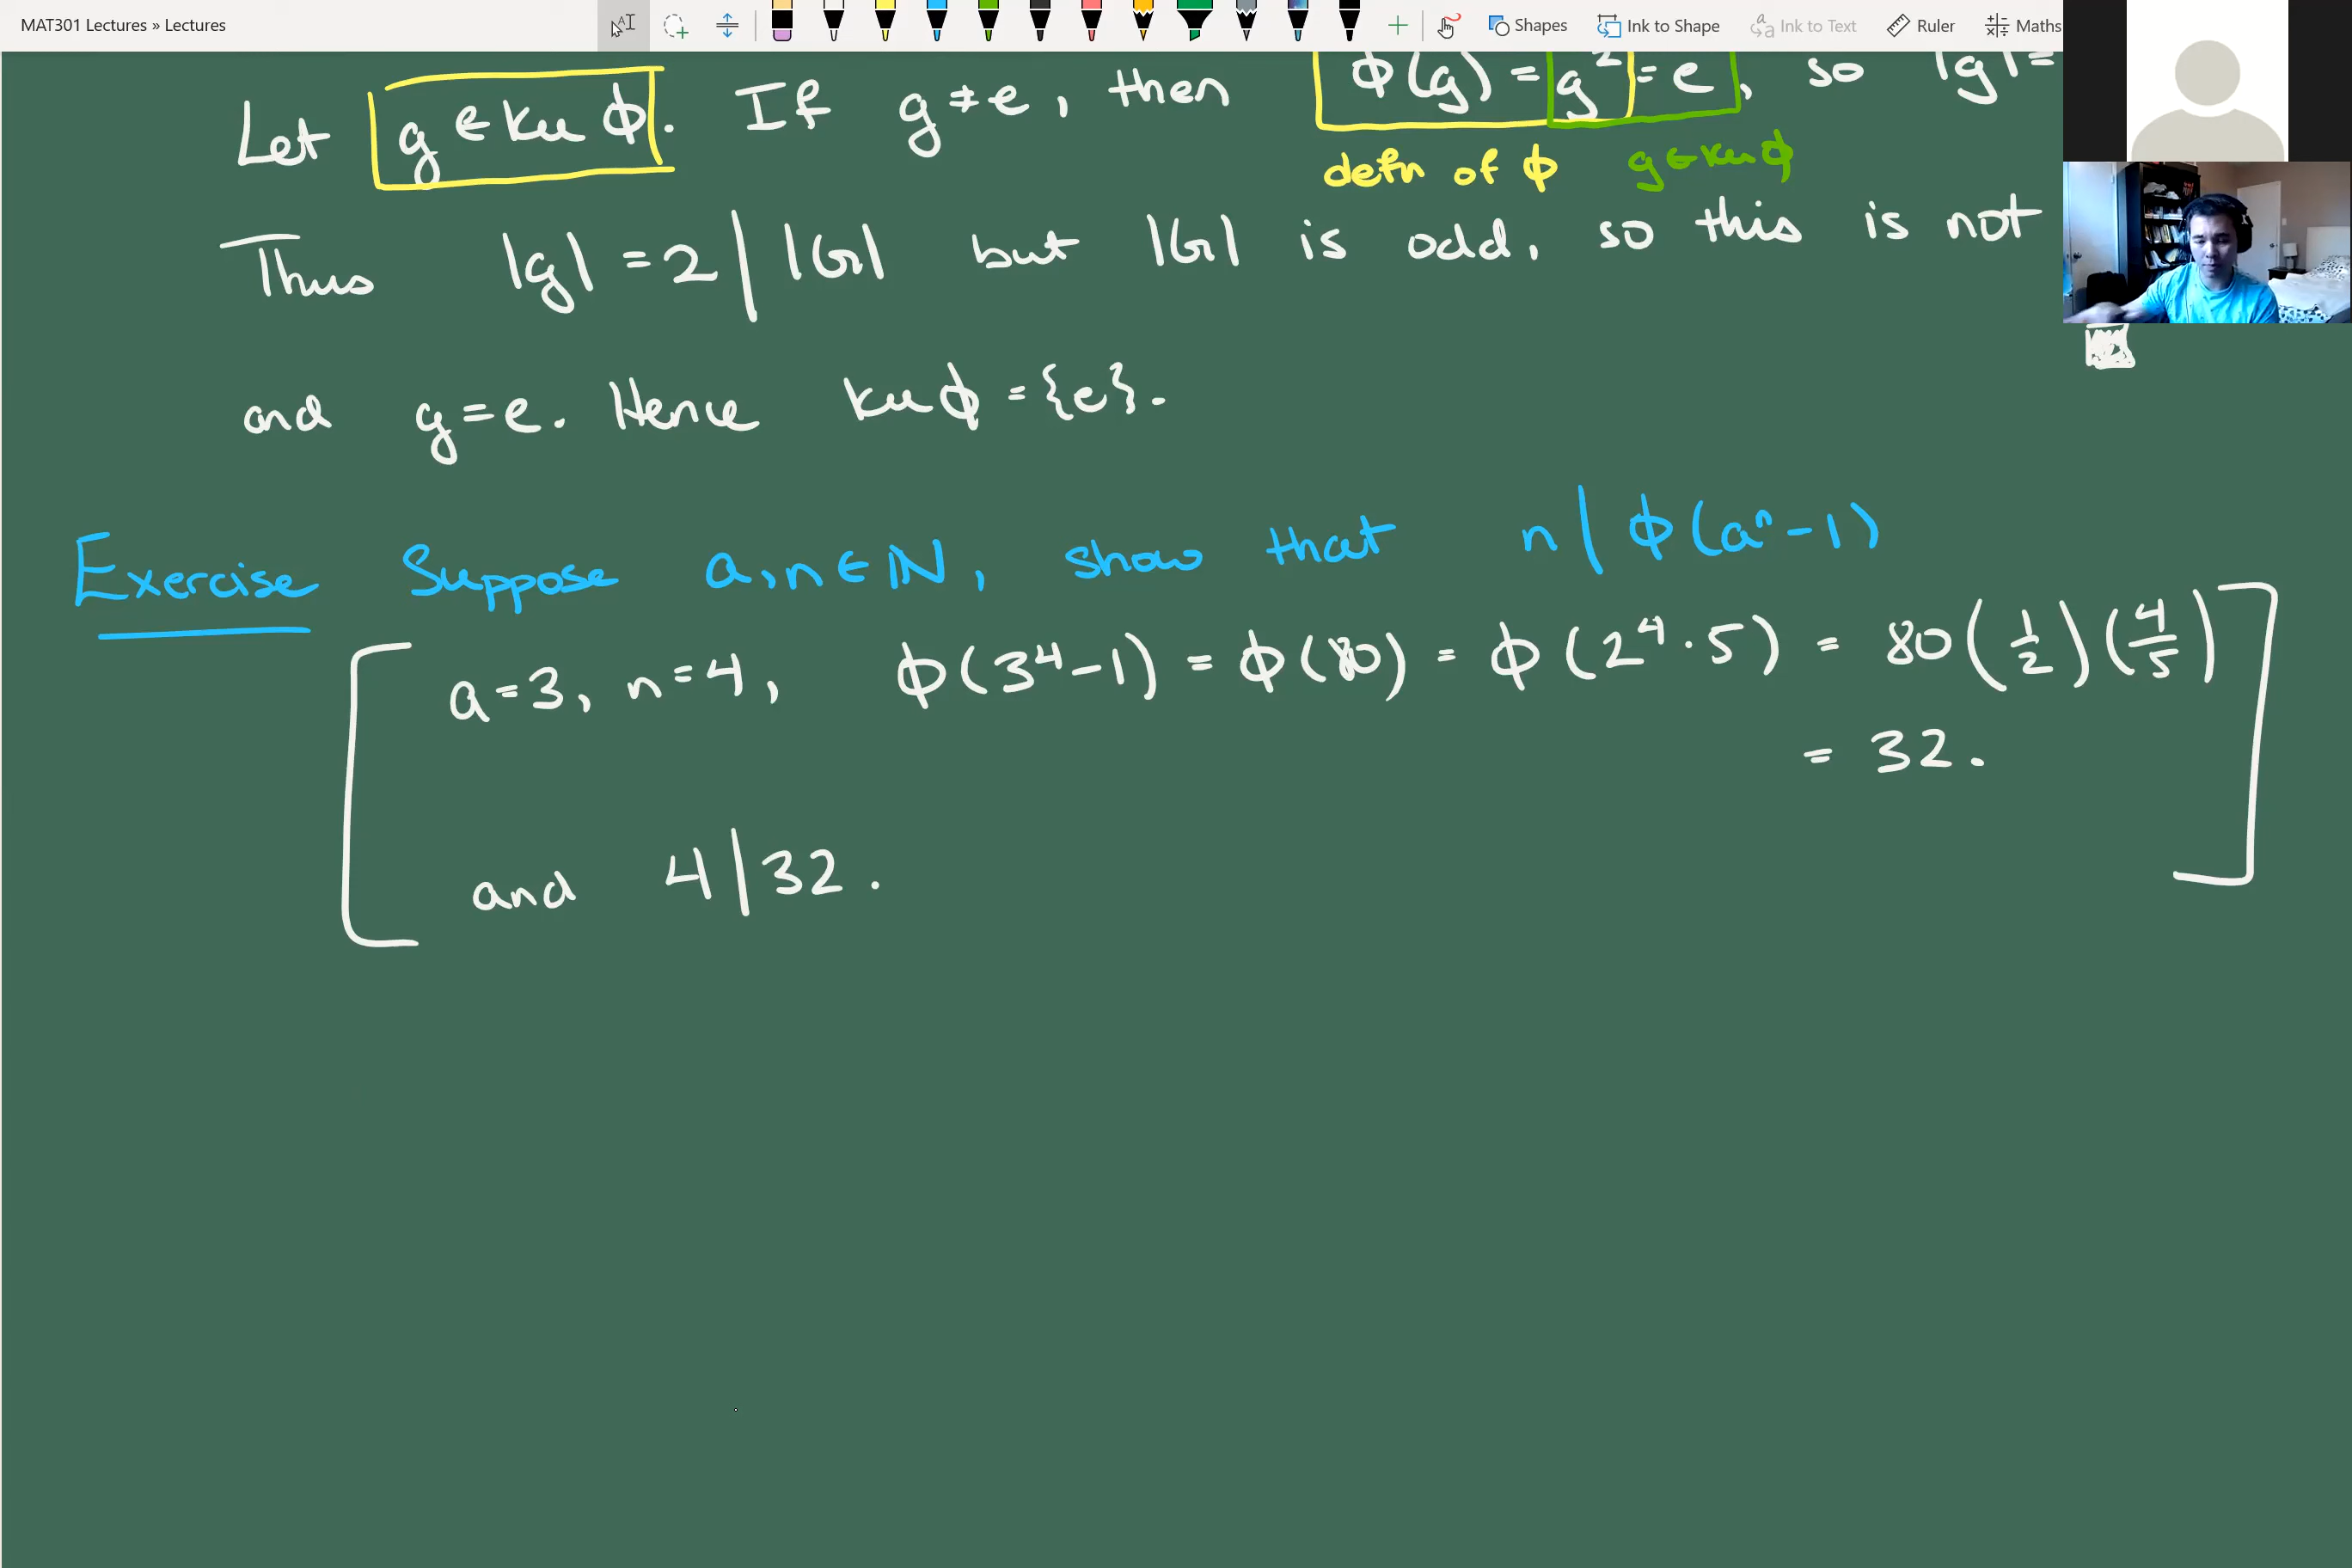 MAT301 Lectures » Lectures
Shapes Ink to Shape Ink to Text Ruler Maths
Let g ∈ ker φ. If g ≠ e, then φ(g) = g² = e, so |g| =
defn of φ g ∈ ker φ
Thus |g| = 2 | |G| but |G| is odd, so this is not
and g = e. Hence ker φ = {e}.
Exercise Suppose a, n ∈ ℕ, show that n | φ(aⁿ - 1)
a = 3, n = 4, φ(3⁴ - 1) = φ(80) = φ(2⁴ · 5) = 80(1/2)(4/5)
= 32.
and 4 | 32.